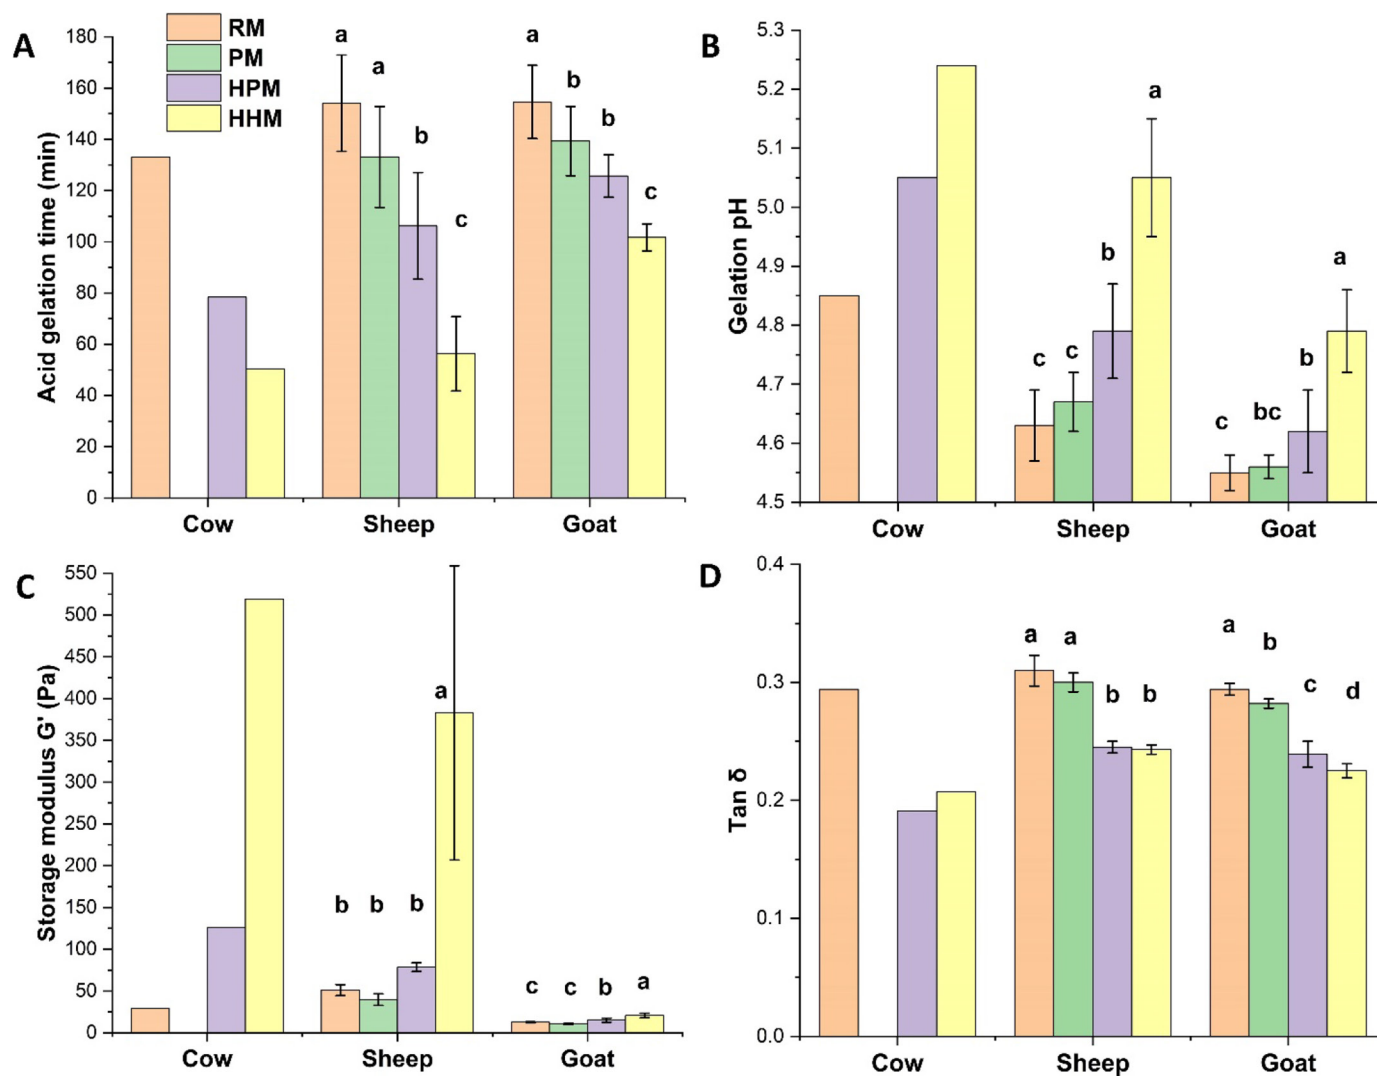 A
RM
PM
HPM
HHM
180
160
140
120
100
80
60
40
20
0
Acid gelation time (min)
a
a
b
c
a
b
b
c
Cow Sheep Goat
B
5.3
5.2
5.1
5.0
4.9
4.8
4.7
4.6
4.5
Gelation pH
c
c
b
a
c
bc
b
a
Cow Sheep Goat
C
550
500
450
400
350
300
250
200
150
100
50
0
Storage modulus G' (Pa)
b
b
b
a
c
c
b
a
Cow Sheep Goat
D
0.4
0.3
0.2
0.1
0.0
Tan δ
a
a
b
b
a
b
c
d
Cow Sheep Goat